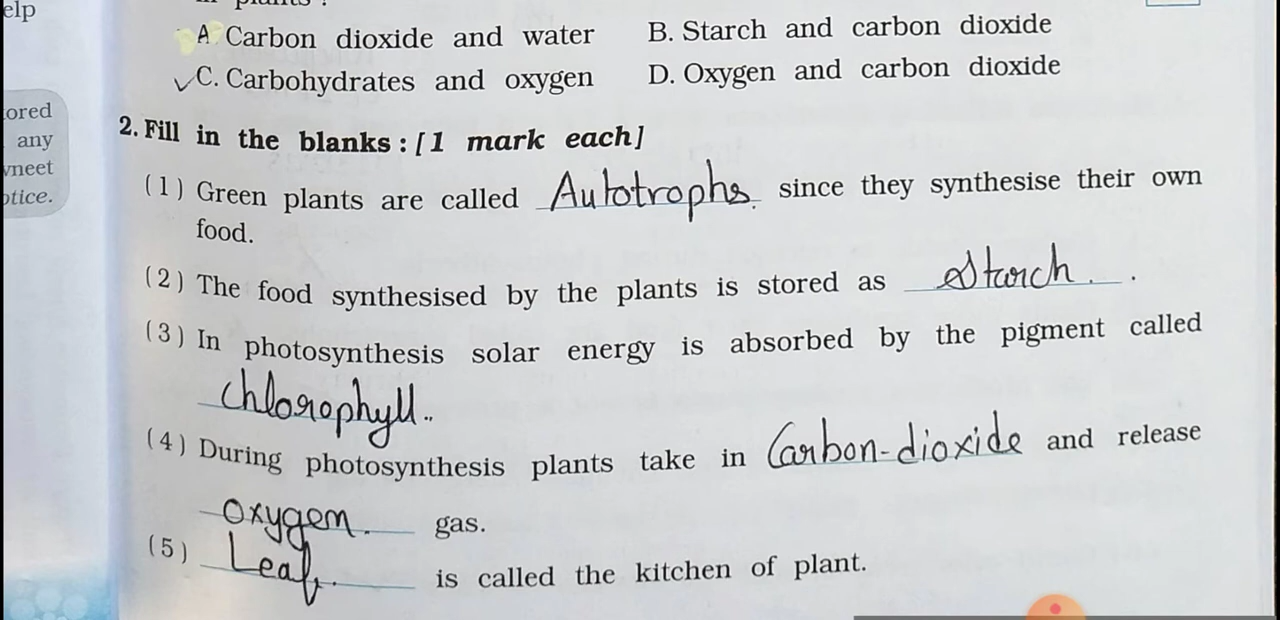 elp
A. Carbon dioxide and water B. Starch and carbon dioxide
C. Carbohydrates and oxygen D. Oxygen and carbon dioxide
ored
any
vneet
otice.
2. Fill in the blanks : [1 mark each]
(1) Green plants are called Autotrophs. since they synthesise their own
food.
(2) The food synthesised by the plants is stored as Starch. .
(3) In photosynthesis solar energy is absorbed by the pigment called
Chlorophyll..
(4) During photosynthesis plants take in Carbon-dioxide and release
oxygen. gas.
(5) Leaf. is called the kitchen of plant.